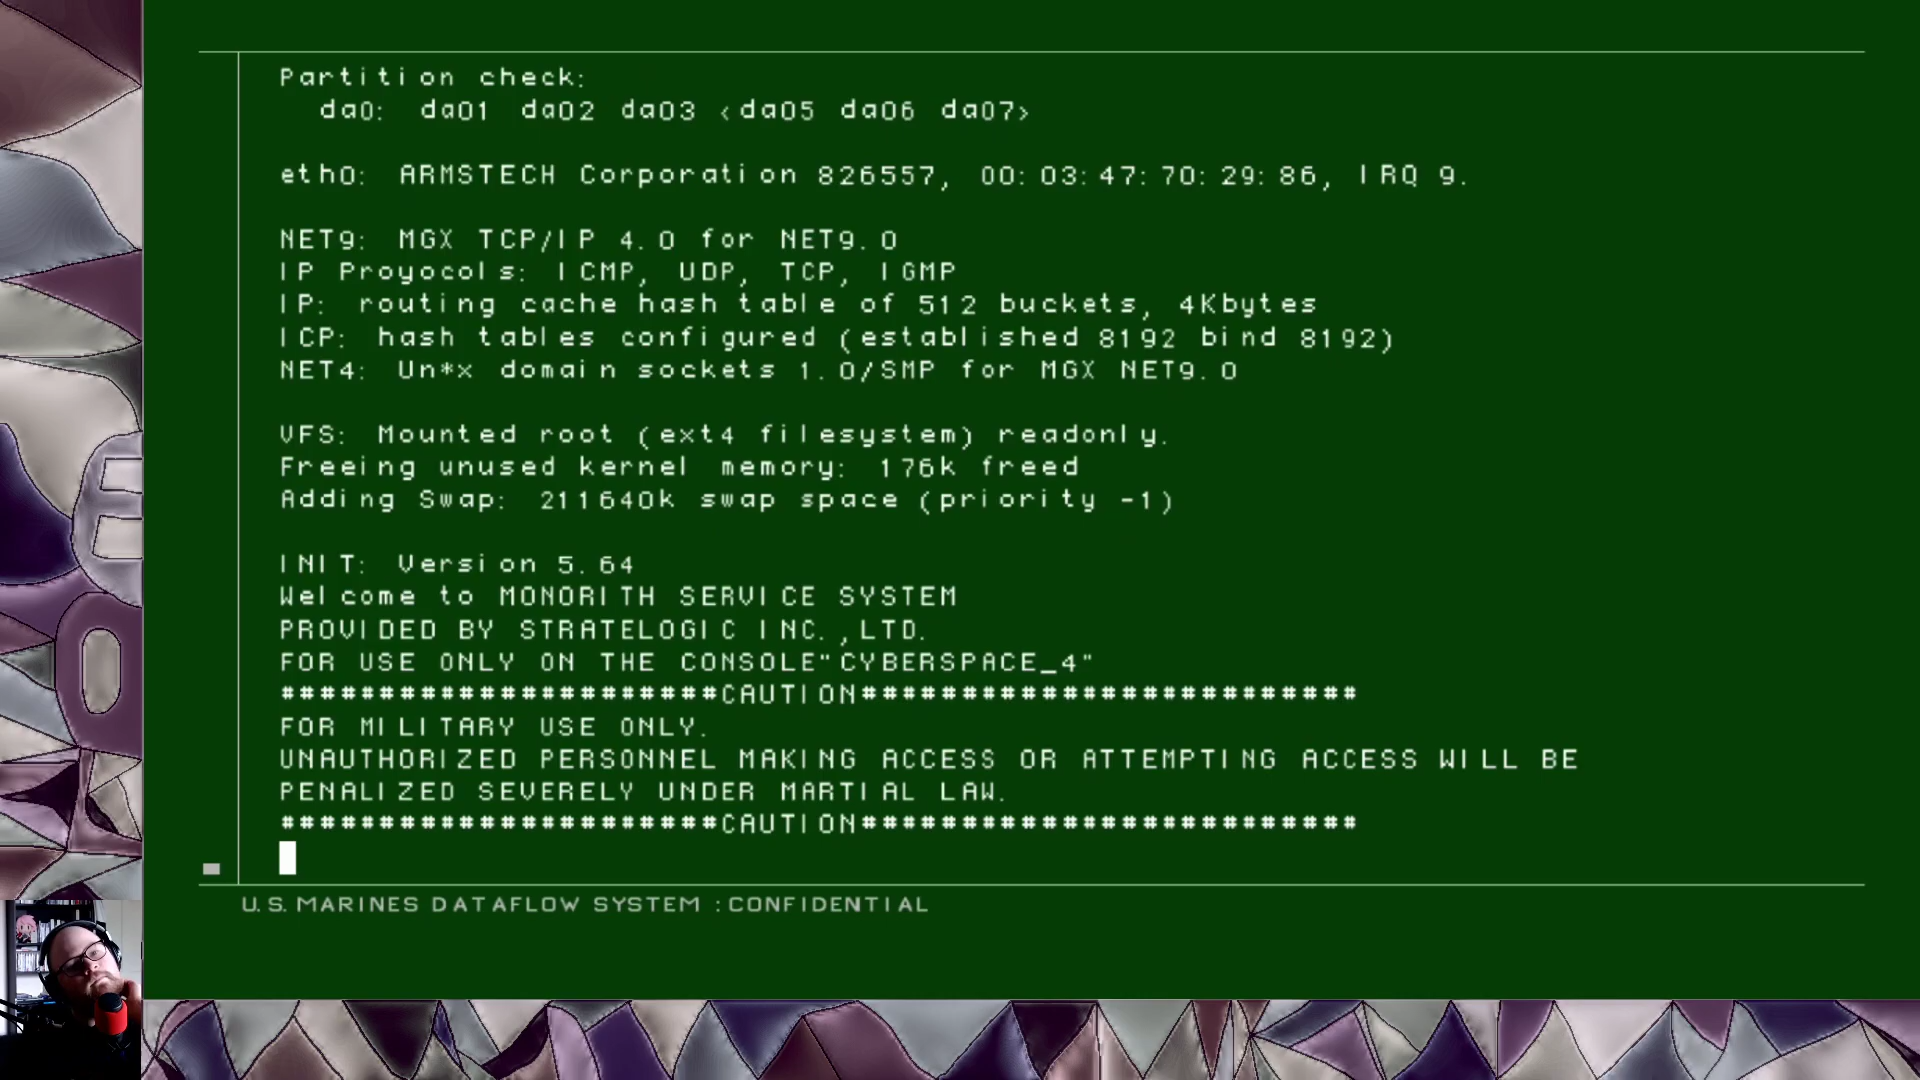 Partition check:
da0: da01 da02 da03 <da05 da06 da07>
eth0: ARMSTECH Corporation 826557, 00:03:47:70:29:86, IRQ 9.
NET9: MGX TCP/IP 4.0 for NET9.0
IP Proyocols: ICMP, UDP, TCP, IGMP
IP: routing cache hash table of 512 buckets, 4Kbytes
ICP: hash tables configured (established 8192 bind 8192)
NET4: Un*x domain sockets 1.0/SMP for MGX NET9.0
VFS: Mounted root (ext4 filesystem) readonly.
Freeing unused kernel memory: 176k freed
Adding Swap: 211640k swap space (priority -1)
INIT: Version 5.64
Welcome to MONORITH SERVICE SYSTEM
PROVIDED BY STRATELOGIC INC.,LTD.
FOR USE ONLY ON THE CONSOLE"CYBERSPACE_4"
######################CAUTION#########################
FOR MILITARY USE ONLY.
UNAUTHORIZED PERSONNEL MAKING ACCESS OR ATTEMPTING ACCESS WILL BE
PENALIZED SEVERELY UNDER MARTIAL LAW.
######################CAUTION#########################
U.S.MARINES DATAFLOW SYSTEM :CONFIDENTIAL